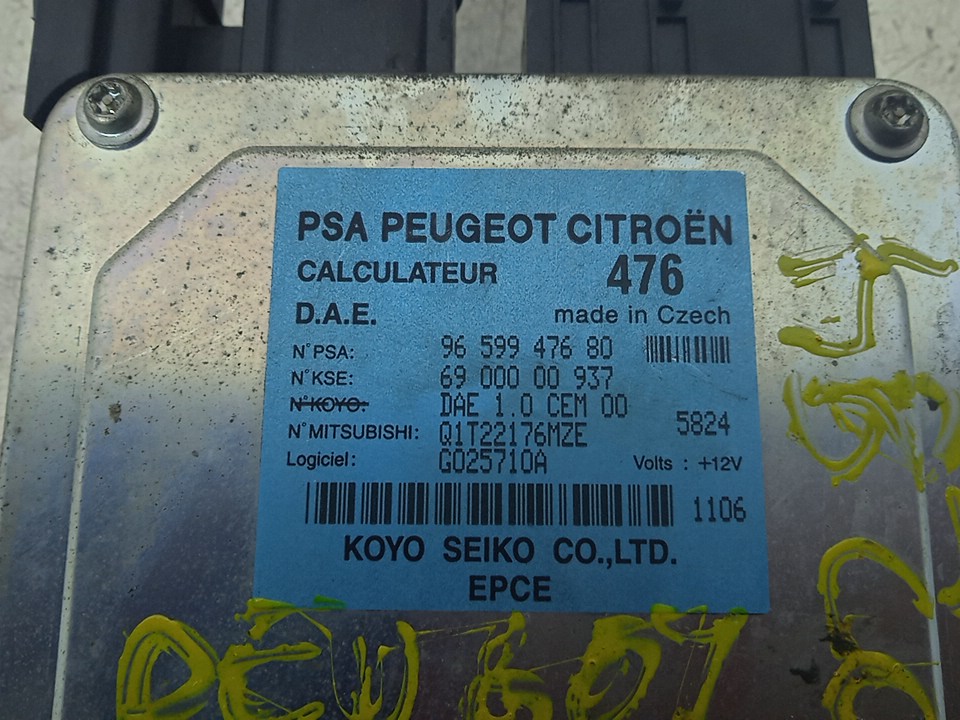 PSA PEUGEOT CITROËN
CALCULATEUR 476
D.A.E. made in Czech
N°PSA: 96 599 476 80
N°KSE: 69 000 00 937
N°KOYO: DAE 1.0 CEM 00
N°MITSUBISHI: Q1T22176MZE 5824
Logiciel: G025710A Volts : +12V
1106
KOYO SEIKO CO.,LTD.
EPCE